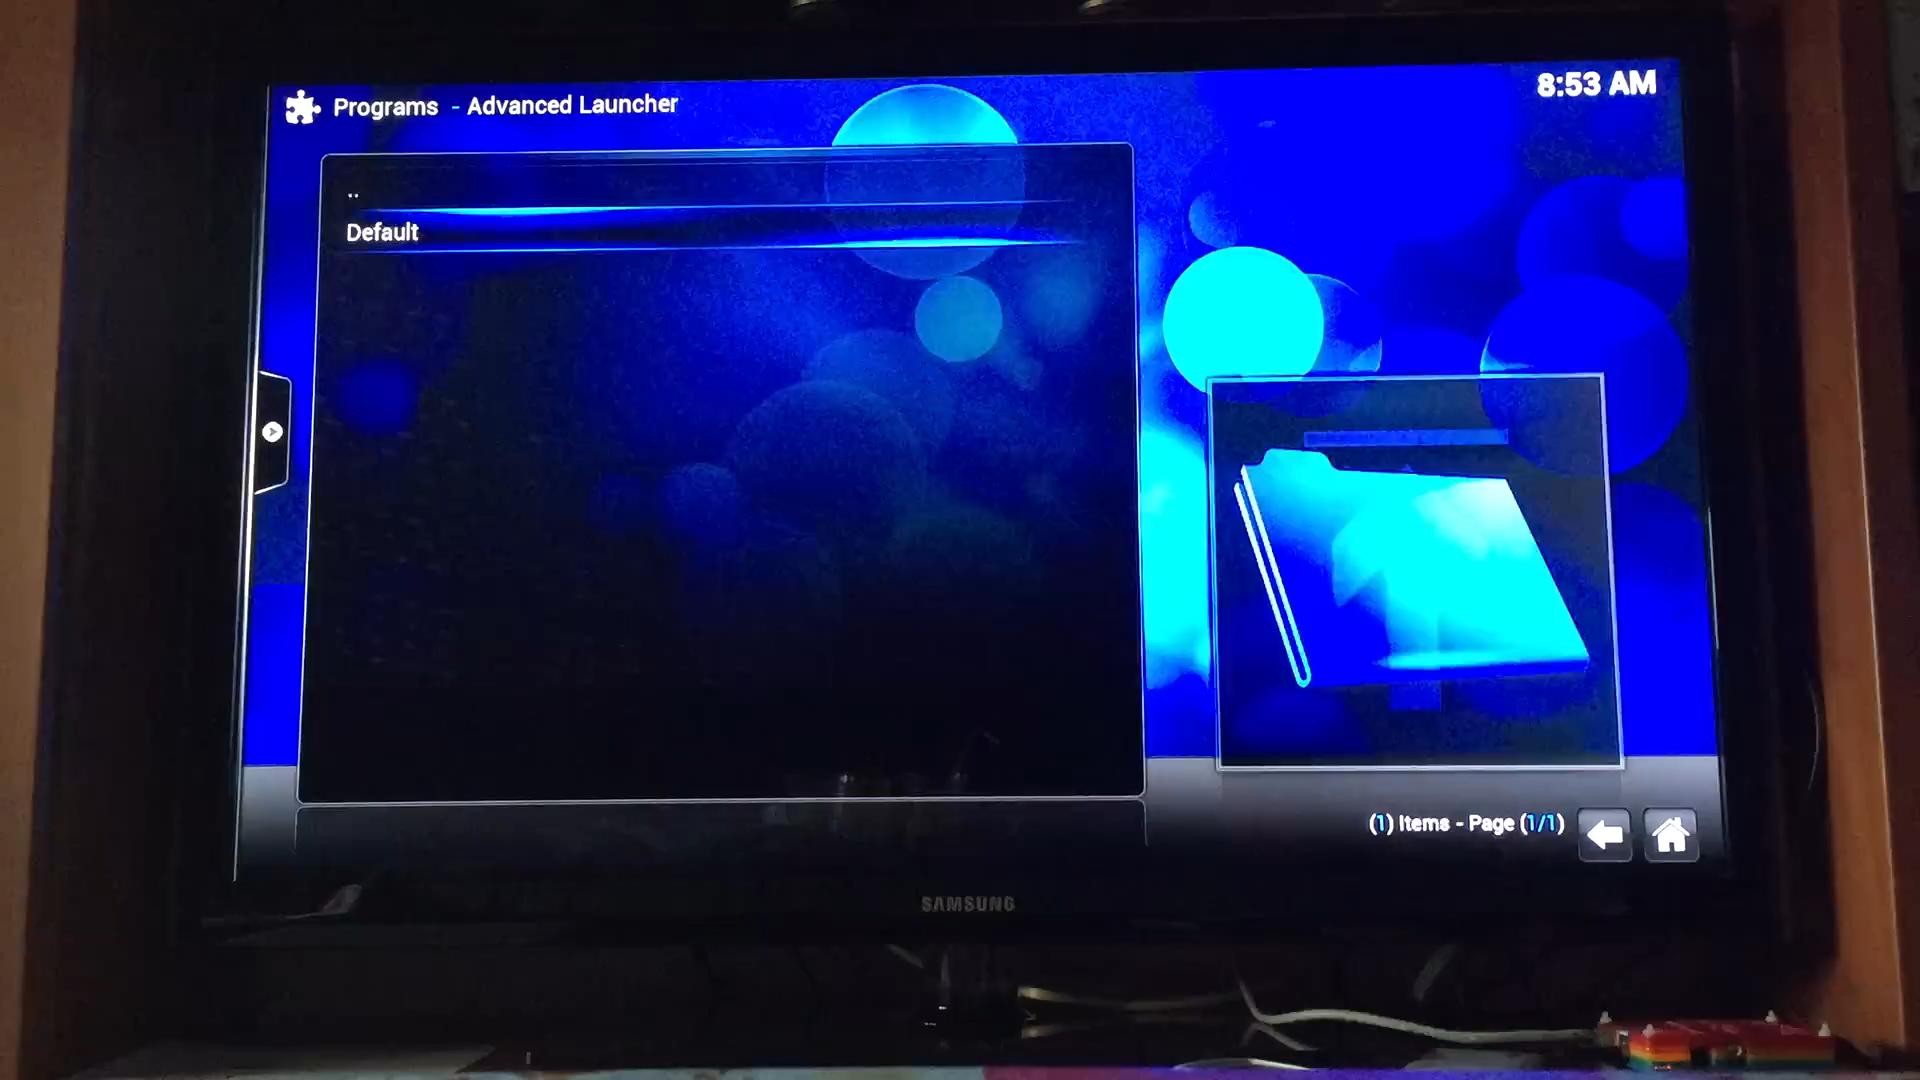 Programs - Advanced Launcher
8:53 AM
..
Default
(1) Items - Page (1/1)
SAMSUNG